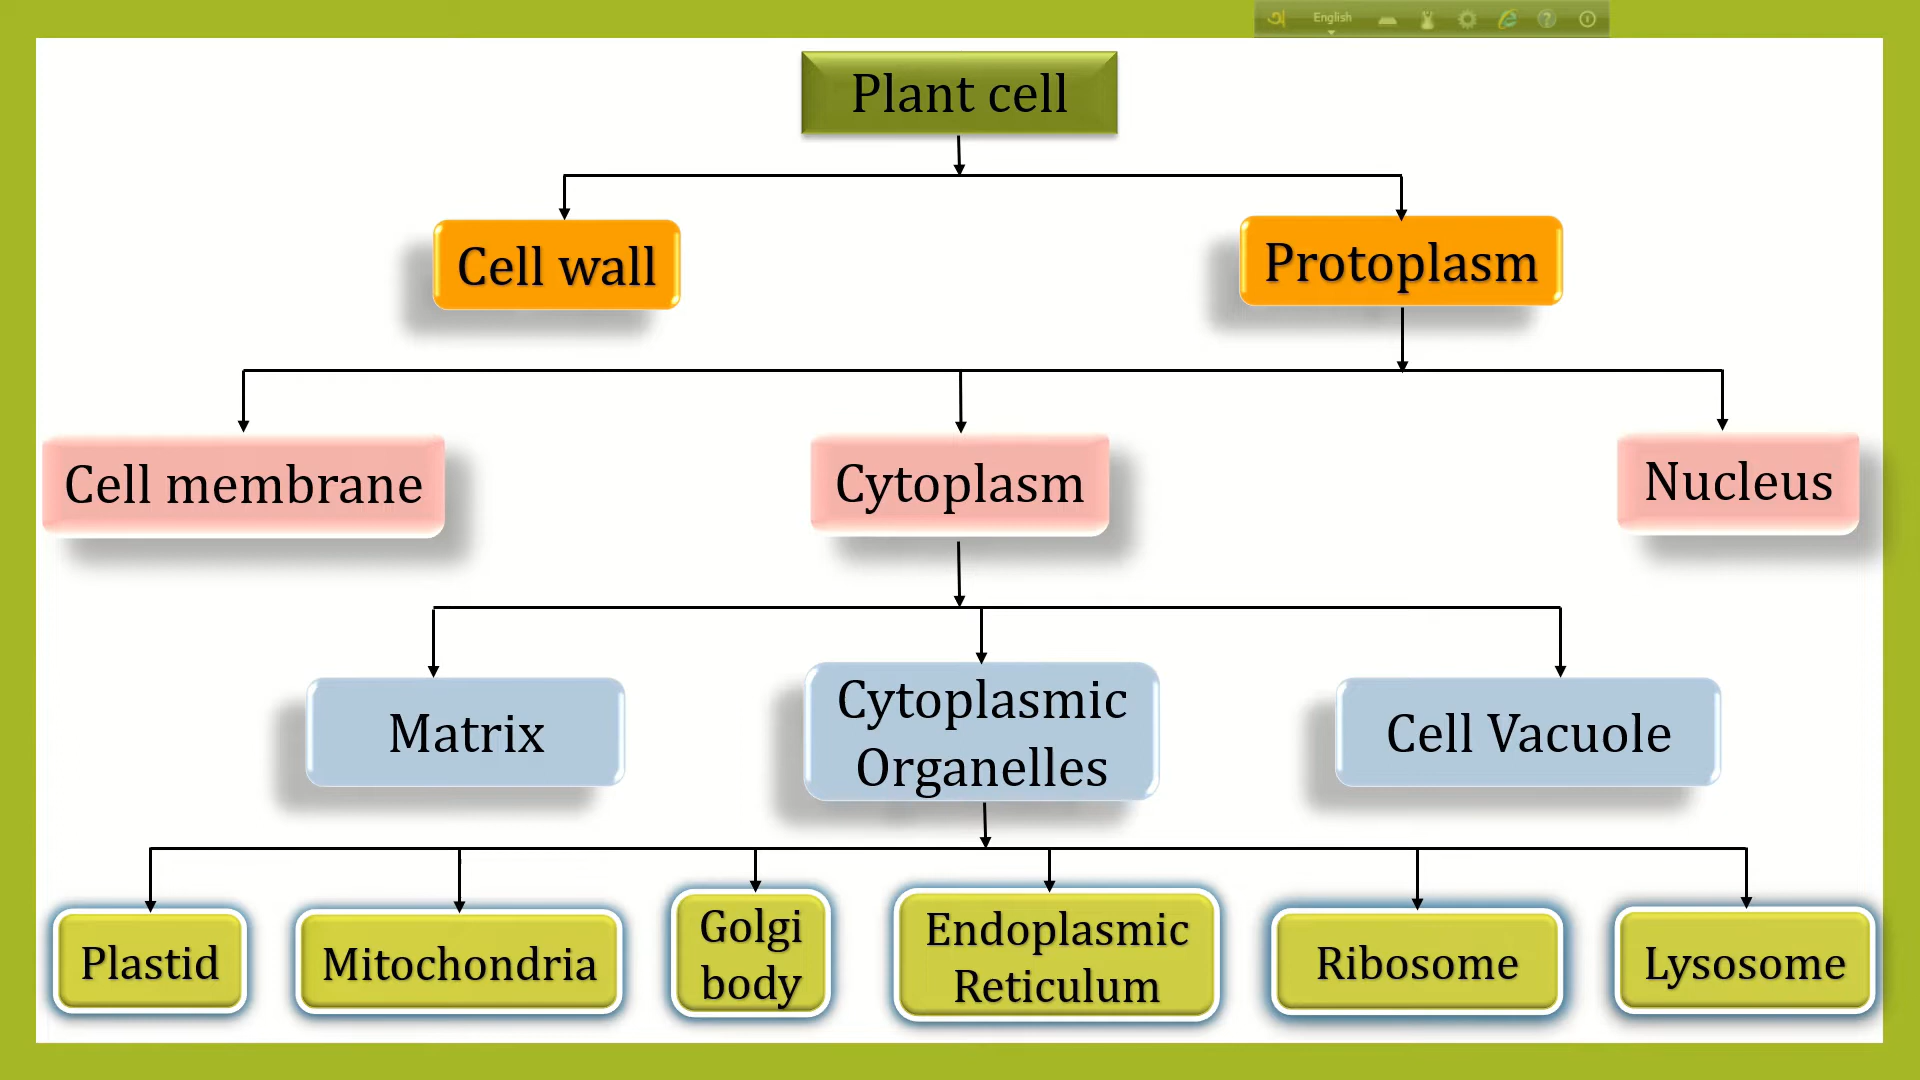 অ English ?
Plant cell
Cell wall
Protoplasm
Cell membrane
Cytoplasm
Nucleus
Matrix
Cytoplasmic
Organelles
Cell Vacuole
Plastid
Mitochondria
Golgi
body
Endoplasmic
Reticulum
Ribosome
Lysosome